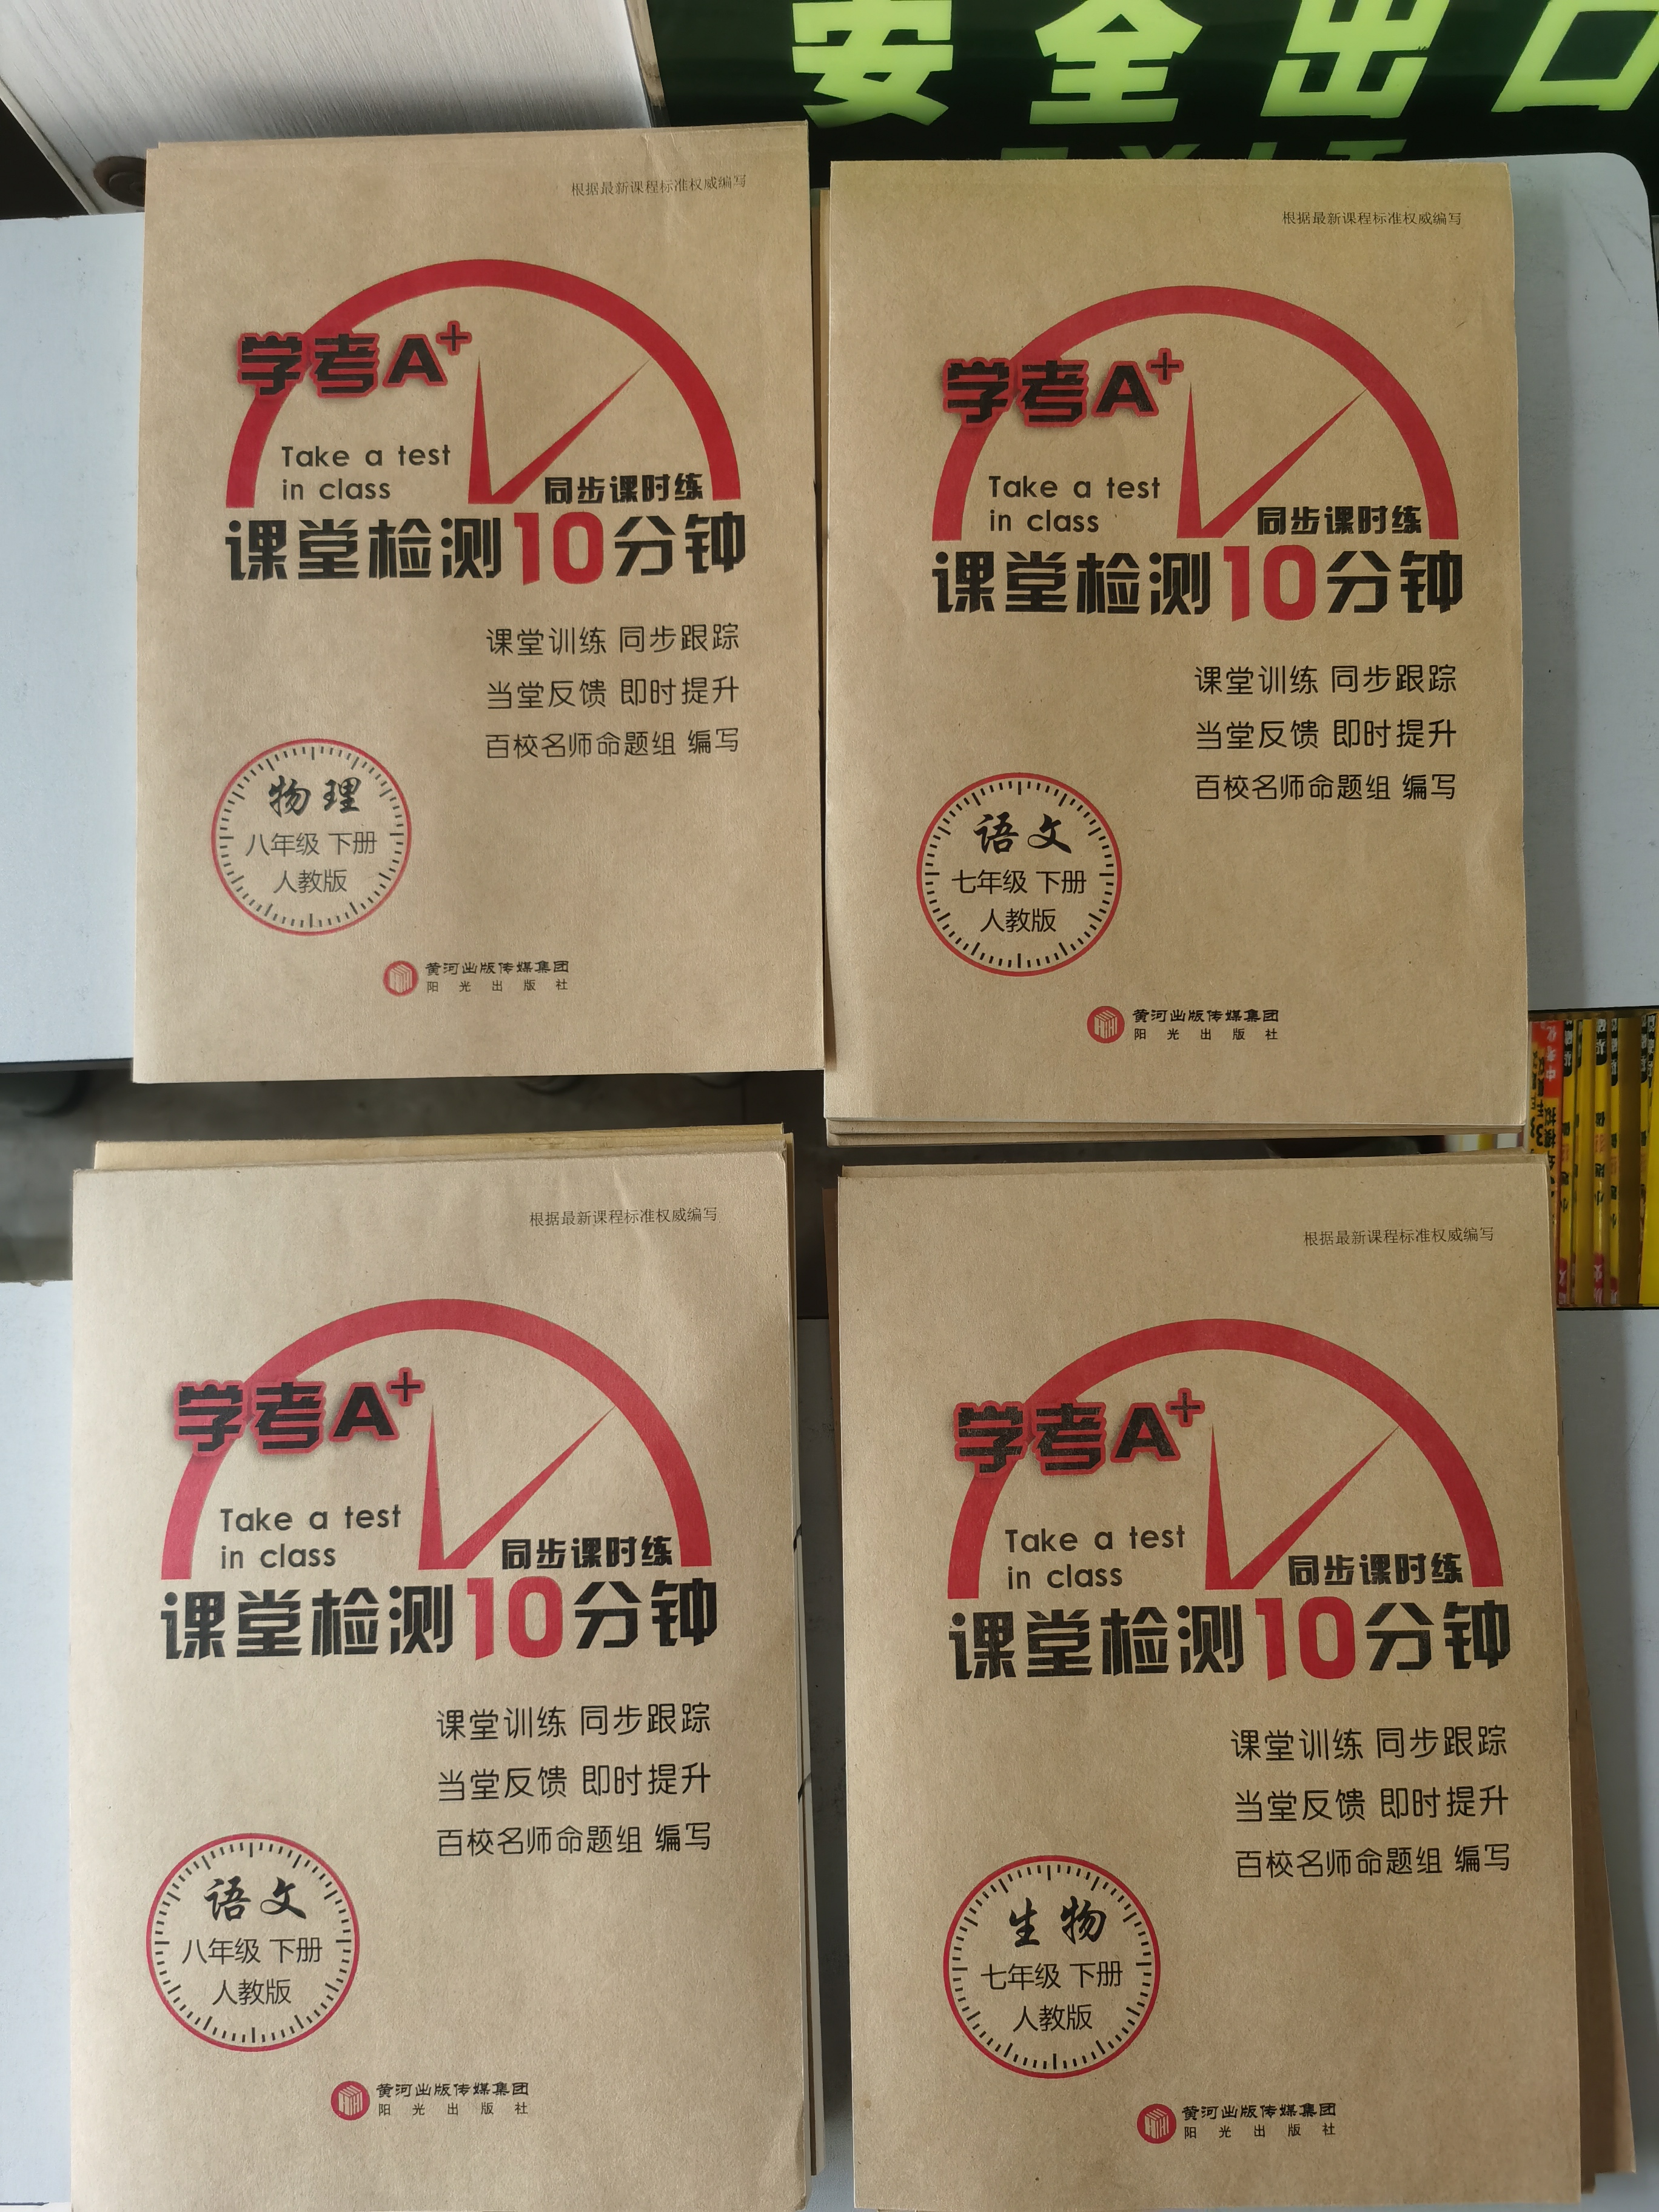 安全出口
EXIT
根据最新课程标准权威编写
学考A+
Take a test
in class
同步课时练
课堂检测10分钟
课堂训练 同步跟踪
当堂反馈 即时提升
百校名师命题组 编写
物理
八年级 下册
人教版
黄河出版传媒集团
阳光出版社
根据最新课程标准权威编写
学考A+
Take a test
in class
同步课时练
课堂检测10分钟
课堂训练 同步跟踪
当堂反馈 即时提升
百校名师命题组 编写
语文
七年级 下册
人教版
黄河出版传媒集团
阳光出版社
根据最新课程标准权威编写
学考A+
Take a test
in class
同步课时练
课堂检测10分钟
课堂训练 同步跟踪
当堂反馈 即时提升
百校名师命题组 编写
语文
八年级 下册
人教版
黄河出版传媒集团
阳光出版社
根据最新课程标准权威编写
学考A+
Take a test
in class
同步课时练
课堂检测10分钟
课堂训练 同步跟踪
当堂反馈 即时提升
百校名师命题组 编写
生物
七年级 下册
人教版
黄河出版传媒集团
阳光出版社